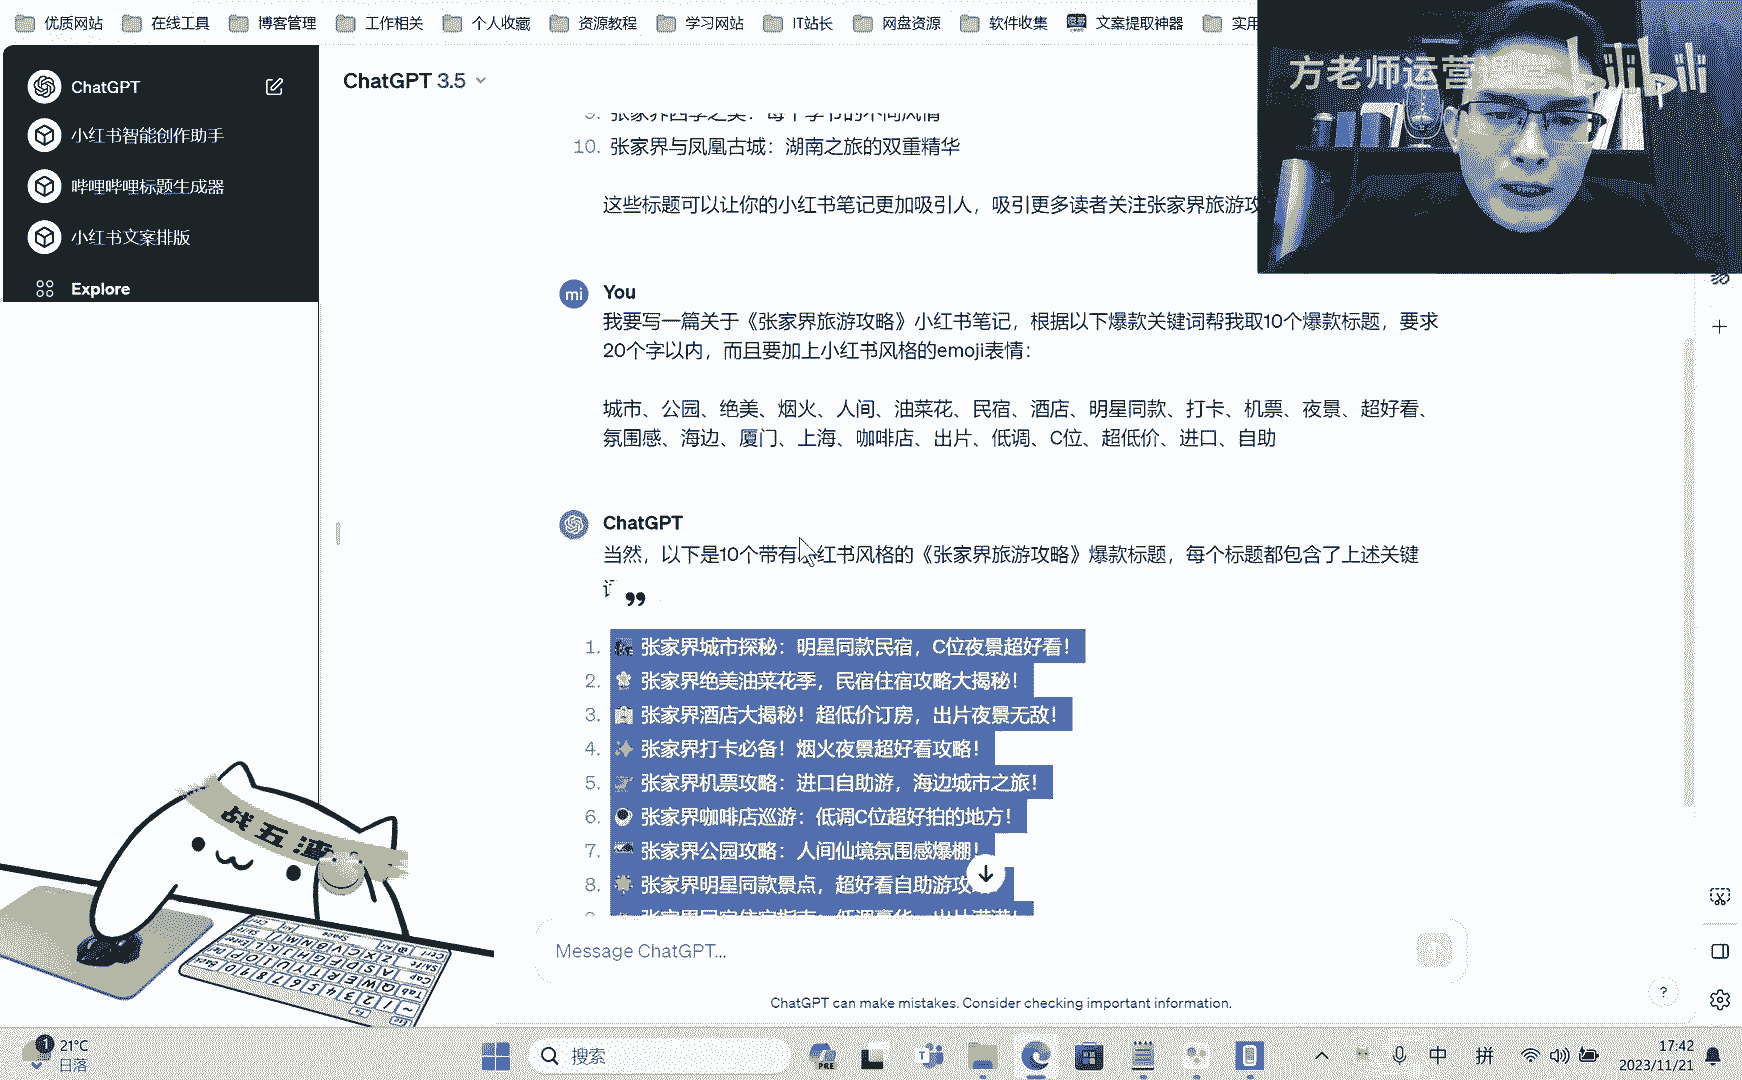 优质网站 在线工具 博客管理 工作相关 个人收藏 资源教程 学习网站 IT站长 网盘资源 软件收集 文案提取神器 实用
方老师运营课堂 bilibili
ChatGPT
小红书智能创作助手
哔哩哔哩标题生成器
小红书文案排版
Explore
ChatGPT 3.5
9. 张家界四季之美：每个季节的不同风情
10. 张家界与凤凰古城：湖南之旅的双重精华
这些标题可以让你的小红书笔记更加吸引人，吸引更多读者关注张家界旅游攻
mi
You
我要写一篇关于《张家界旅游攻略》小红书笔记，根据以下爆款关键词帮我取10个爆款标题，要求
20个字以内，而且要加上小红书风格的emoji表情：
城市、公园、绝美、烟火、人间、油菜花、民宿、酒店、明星同款、打卡、机票、夜景、超好看、
氛围感、海边、厦门、上海、咖啡店、出片、低调、C位、超低价、进口、自助
ChatGPT
当然，以下是10个带有小红书风格的《张家界旅游攻略》爆款标题，每个标题都包含了上述关键
1. 张家界城市探秘：明星同款民宿，C位夜景超好看！
2. 张家界绝美油菜花季，民宿住宿攻略大揭秘！
3. 张家界酒店大揭秘！超低价订房，出片夜景无敌！
4. 张家界打卡必备！烟火夜景超好看攻略！
5. 张家界机票攻略：进口自助游，海边城市之旅！
6. 张家界咖啡店巡游：低调C位超好拍的地方！
7. 张家界公园攻略：人间仙境氛围感爆棚！
8. 张家界明星同款景点，超好看自助游攻
Message ChatGPT...
ChatGPT can make mistakes. Consider checking important information.
?
战五渣
1
21°C
日落
搜索
PRE
中
拼
17:42
2023/11/21